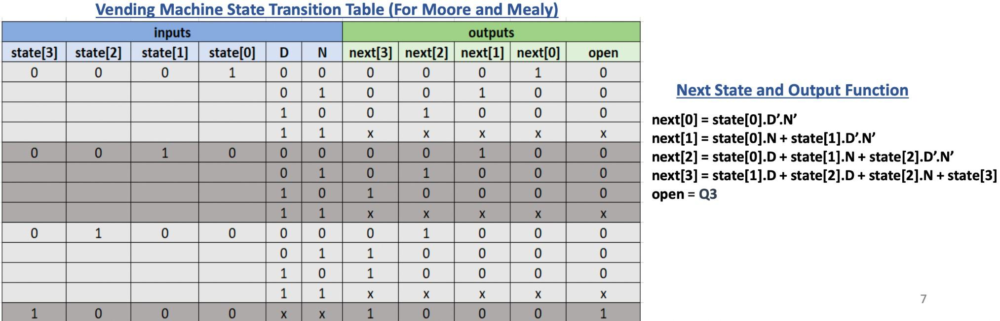 Vending Machine State Transition Table (For Moore and Mealy)
inputs outputs
state[3] state[2] state[1] state[0] D N next[3] next[2] next[1] next[0] open
0 0 0 1 0 0 0 0 0 1 0
0 1 0 0 1 0 0
1 0 0 1 0 0 0
1 1 x x x x x
0 0 1 0 0 0 0 0 1 0 0
0 1 0 1 0 0 0
1 0 1 0 0 0 0
1 1 x x x x x
0 1 0 0 0 0 0 1 0 0 0
0 1 1 0 0 0 0
1 0 1 0 0 0 0
1 1 x x x x x
1 0 0 0 x x 1 0 0 0 1
Next State and Output Function
next[0] = state[0].D’.N’
next[1] = state[0].N + state[1].D’.N’
next[2] = state[0].D + state[1].N + state[2].D’.N’
next[3] = state[1].D + state[2].D + state[2].N + state[3]
open = Q3
7